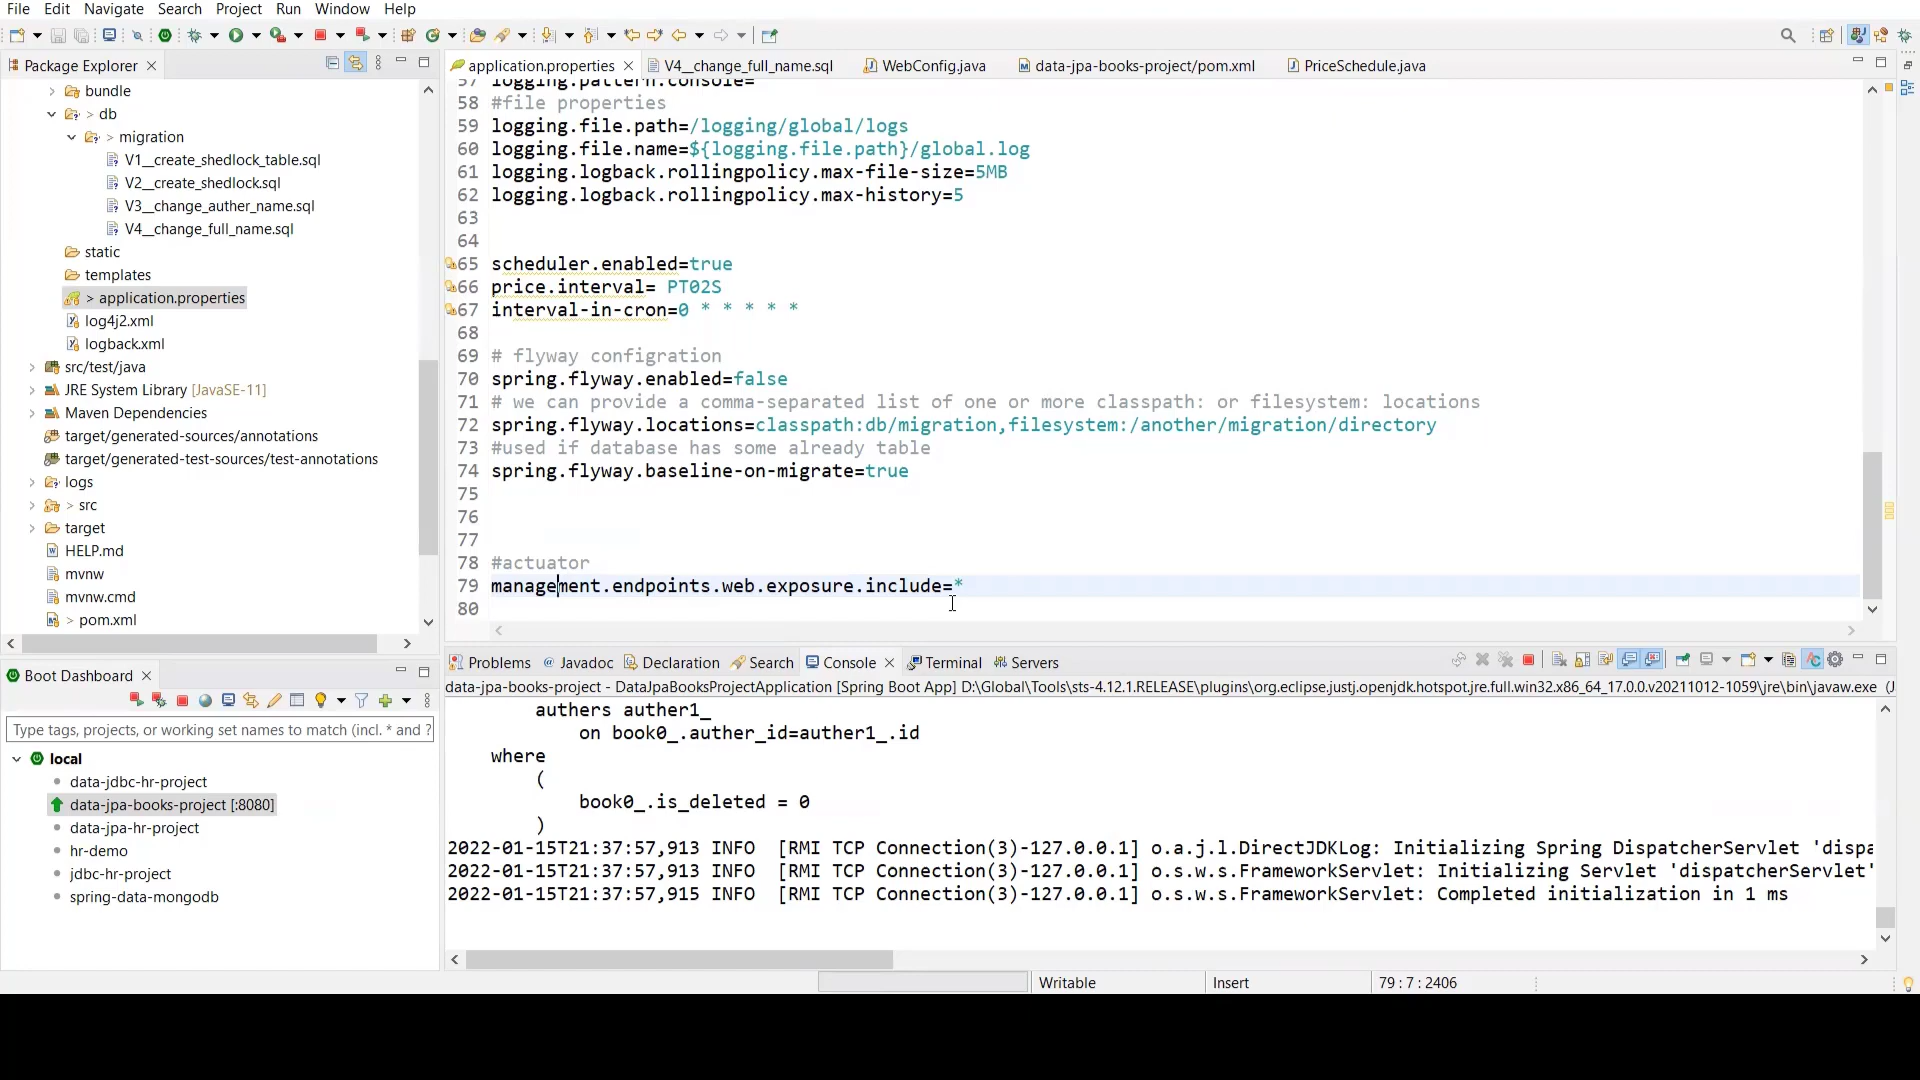 File Edit Navigate Search Project Run Window Help
Package Explorer
bundle
> db
> migration
V1__create_shedlock_table.sql
V2__create_shedlock.sql
V3__change_auther_name.sql
V4__change_full_name.sql
static
templates
> application.properties
log4j2.xml
logback.xml
src/test/java
JRE System Library [JavaSE-11]
Maven Dependencies
target/generated-sources/annotations
target/generated-test-sources/test-annotations
logs
> src
target
HELP.md
mvnw
mvnw.cmd
> pom.xml
application.properties V4__change_full_name.sql WebConfig.java data-jpa-books-project/pom.xml PriceSchedule.java
57 logging.pattern.console=
58 #file properties
59 logging.file.path=/logging/global/logs
60 logging.file.name=${logging.file.path}/global.log
61 logging.logback.rollingpolicy.max-file-size=5MB
62 logging.logback.rollingpolicy.max-history=5
63
64
65 scheduler.enabled=true
66 price.interval= PT02S
67 interval-in-cron=0 * * * * *
68
69 # flyway configration
70 spring.flyway.enabled=false
71 # we can provide a comma-separated list of one or more classpath: or filesystem: locations
72 spring.flyway.locations=classpath:db/migration,filesystem:/another/migration/directory
73 #used if database has some already table
74 spring.flyway.baseline-on-migrate=true
75
76
77
78 #actuator
79 management.endpoints.web.exposure.include=*
80
Boot Dashboard
Type tags, projects, or working set names to match (incl. * and ?
local
data-jdbc-hr-project
data-jpa-books-project [:8080]
data-jpa-hr-project
hr-demo
jdbc-hr-project
spring-data-mongodb
Problems @ Javadoc Declaration Search Console Terminal Servers
data-jpa-books-project - DataJpaBooksProjectApplication [Spring Boot App] D:\Global\Tools\sts-4.12.1.RELEASE\plugins\org.eclipse.justj.openjdk.hotspot.jre.full.win32.x86_64_17.0.0.v20211012-1059\jre\bin\javaw.exe (J
authers auther1_
on book0_.auther_id=auther1_.id
where
(
book0_.is_deleted = 0
)
2022-01-15T21:37:57,913 INFO [RMI TCP Connection(3)-127.0.0.1] o.a.j.l.DirectJDKLog: Initializing Spring DispatcherServlet 'dispa
2022-01-15T21:37:57,913 INFO [RMI TCP Connection(3)-127.0.0.1] o.s.w.s.FrameworkServlet: Initializing Servlet 'dispatcherServlet'
2022-01-15T21:37:57,915 INFO [RMI TCP Connection(3)-127.0.0.1] o.s.w.s.FrameworkServlet: Completed initialization in 1 ms
Writable Insert 79 : 7 : 2406